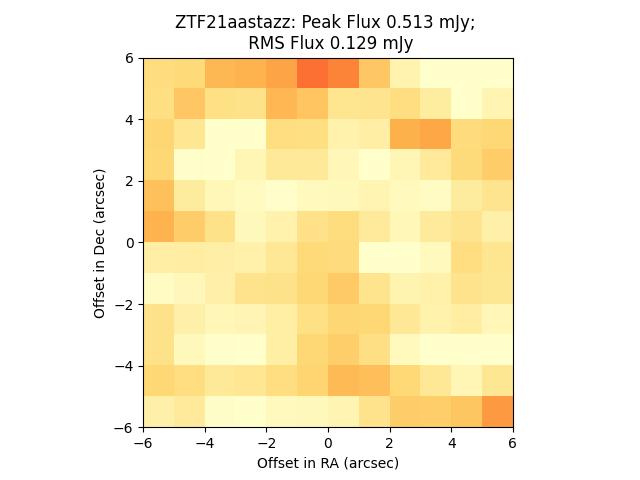 ZTF21aastazz: Peak Flux 0.513 mJy;
RMS Flux 0.129 mJy
6
4
2
0
−2
−4
−6
Offset in Dec (arcsec)
−6 −4 −2 0 2 4 6
Offset in RA (arcsec)